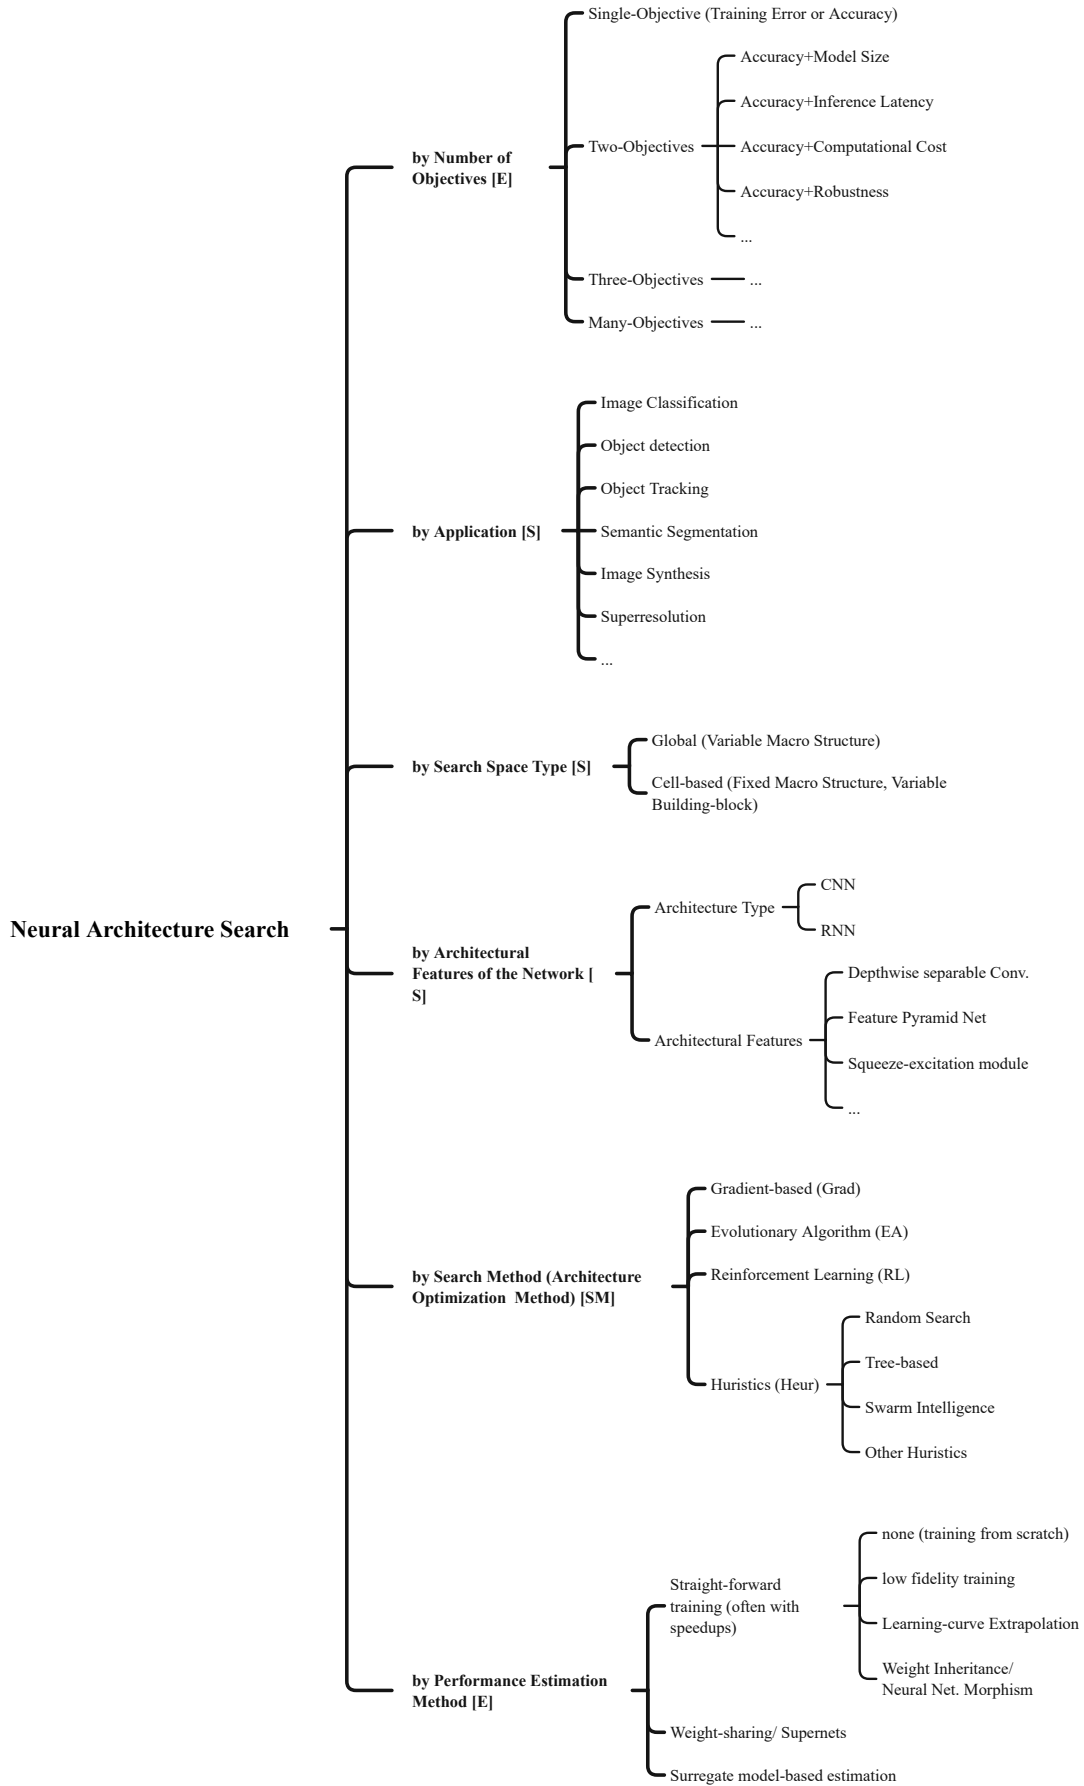 Neural Architecture Search
by Number of
Objectives [E]
Single-Objective (Training Error or Accuracy)
Two-Objectives
Accuracy+Model Size
Accuracy+Inference Latency
Accuracy+Computational Cost
Accuracy+Robustness
...
Three-Objectives
...
Many-Objectives
...
by Application [S]
Image Classification
Object detection
Object Tracking
Semantic Segmentation
Image Synthesis
Superresolution
...
by Search Space Type [S]
Global (Variable Macro Structure)
Cell-based (Fixed Macro Structure, Variable
Building-block)
by Architectural
Features of the Network [
S]
Architecture Type
CNN
RNN
Architectural Features
Depthwise separable Conv.
Feature Pyramid Net
Squeeze-excitation module
...
by Search Method (Architecture
Optimization  Method) [SM]
Gradient-based (Grad)
Evolutionary Algorithm (EA)
Reinforcement Learning (RL)
Huristics (Heur)
Random Search
Tree-based
Swarm Intelligence
Other Huristics
by Performance Estimation
Method [E]
Straight-forward
training (often with
speedups)
none (training from scratch)
low fidelity training
Learning-curve Extrapolation
Weight Inheritance/
Neural Net. Morphism
Weight-sharing/ Supernets
Surregate model-based estimation